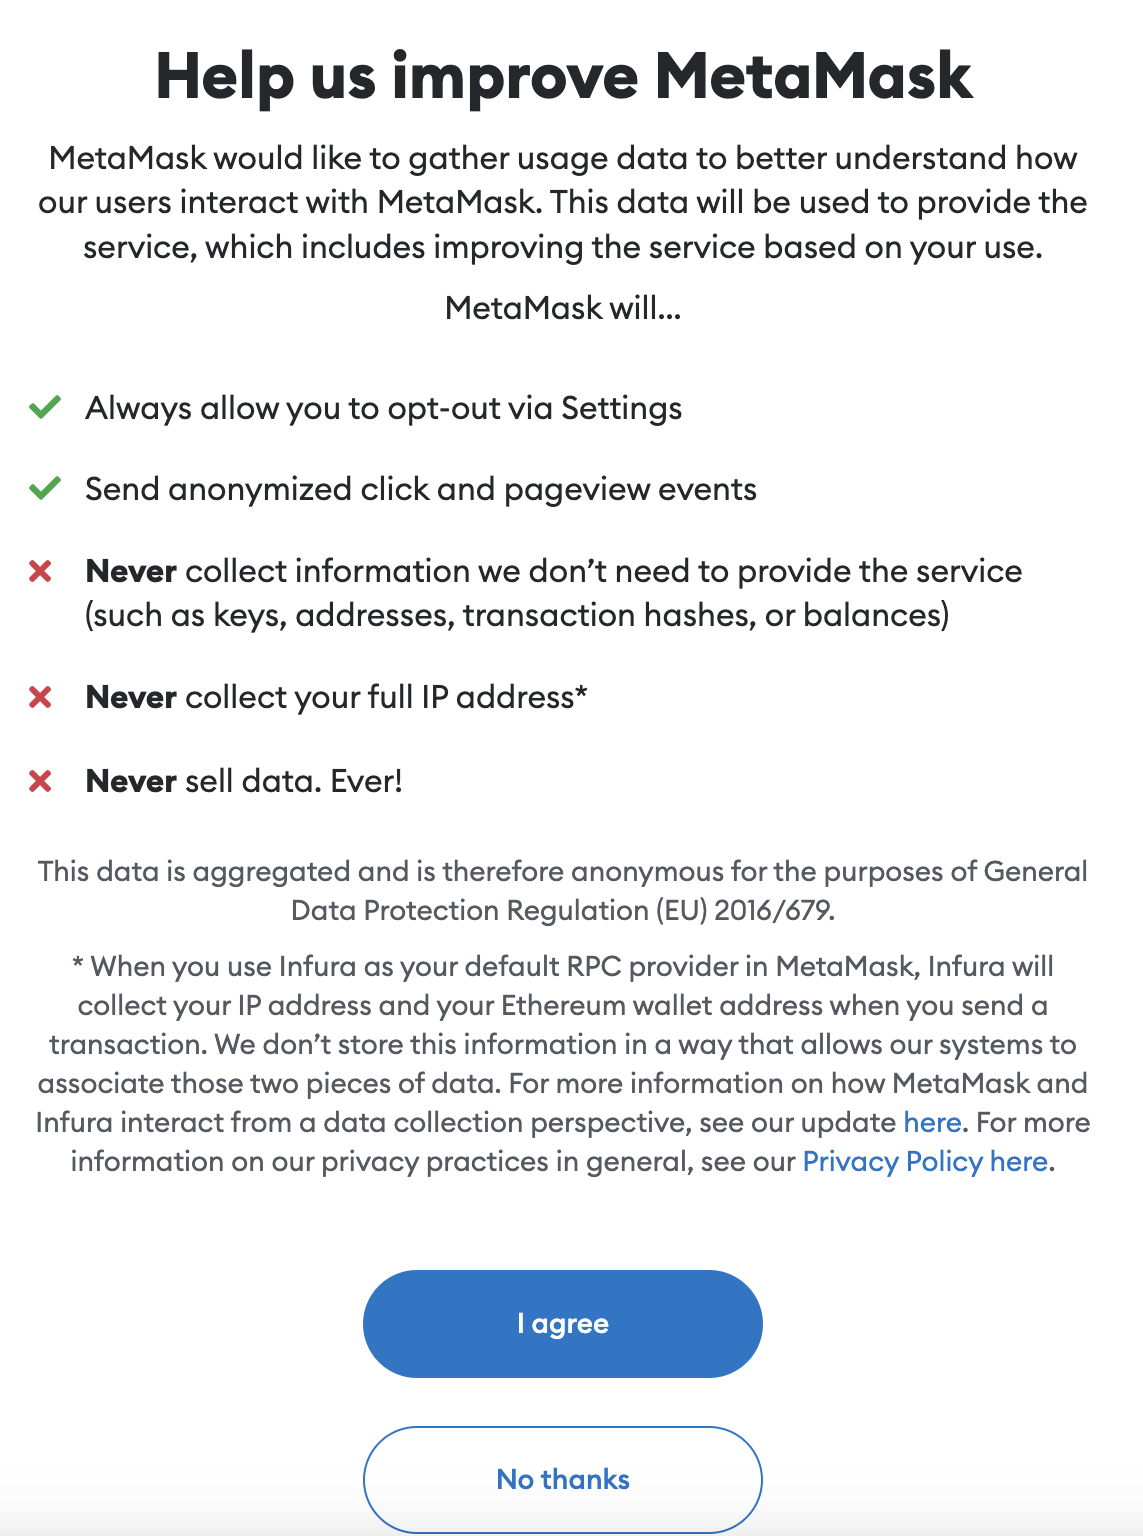 Help us improve MetaMask
MetaMask would like to gather usage data to better understand how
our users interact with MetaMask. This data will be used to provide the
service, which includes improving the service based on your use.
MetaMask will...
Always allow you to opt-out via Settings
Send anonymized click and pageview events
Never collect information we don’t need to provide the service
(such as keys, addresses, transaction hashes, or balances)
Never collect your full IP address*
Never sell data. Ever!
This data is aggregated and is therefore anonymous for the purposes of General
Data Protection Regulation (EU) 2016/679.
* When you use Infura as your default RPC provider in MetaMask, Infura will
collect your IP address and your Ethereum wallet address when you send a
transaction. We don’t store this information in a way that allows our systems to
associate those two pieces of data. For more information on how MetaMask and
Infura interact from a data collection perspective, see our update here. For more
information on our privacy practices in general, see our Privacy Policy here.
I agree
No thanks